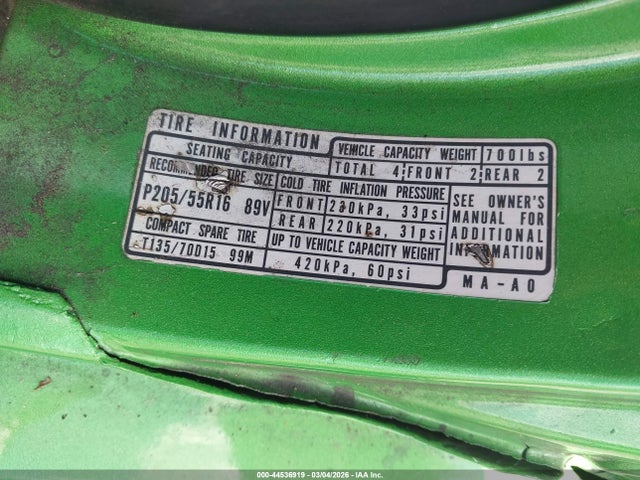 TIRE INFORMATION
VEHICLE CAPACITY WEIGHT 700lbs
SEATING CAPACITY TOTAL 4;FRONT 2;REAR 2
RECOMMENDED TIRE SIZE
COLD TIRE INFLATION PRESSURE
P205/55R16 89V
FRONT 230kPa, 33psi
REAR 220kPa, 31psi
SEE OWNER'S
MANUAL FOR
ADDITIONAL
INFORMATION
COMPACT SPARE TIRE
UP TO VEHICLE CAPACITY WEIGHT
T135/70D15 99M
420kPa, 60psi
MA-A0
000-44536919 - 03/04/2026 - IAA Inc.